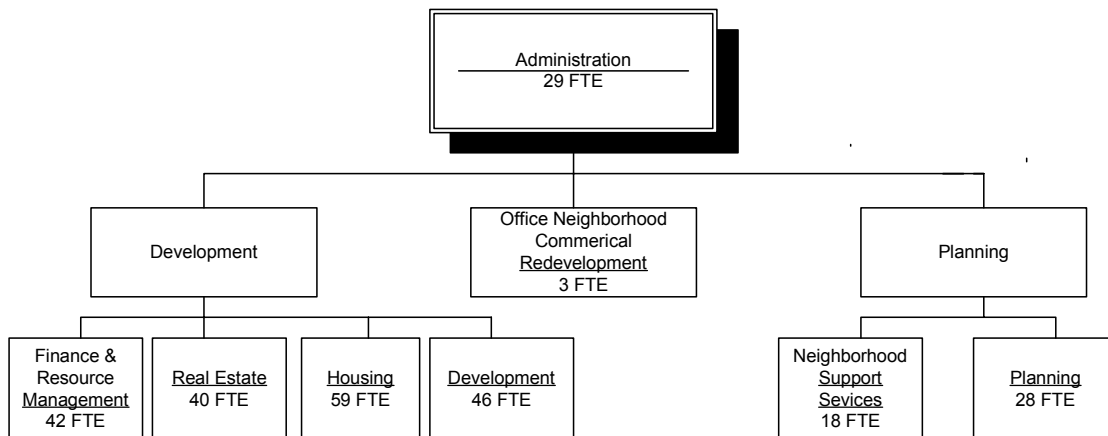 Administration
29 FTE
Development
Office Neighborhood
Commerical
Redevelopment
3 FTE
Planning
Finance &
Resource
Management
42 FTE
Real Estate
40 FTE
Housing
59 FTE
Development
46 FTE
Neighborhood
Support
Sevices
18 FTE
Planning
28 FTE